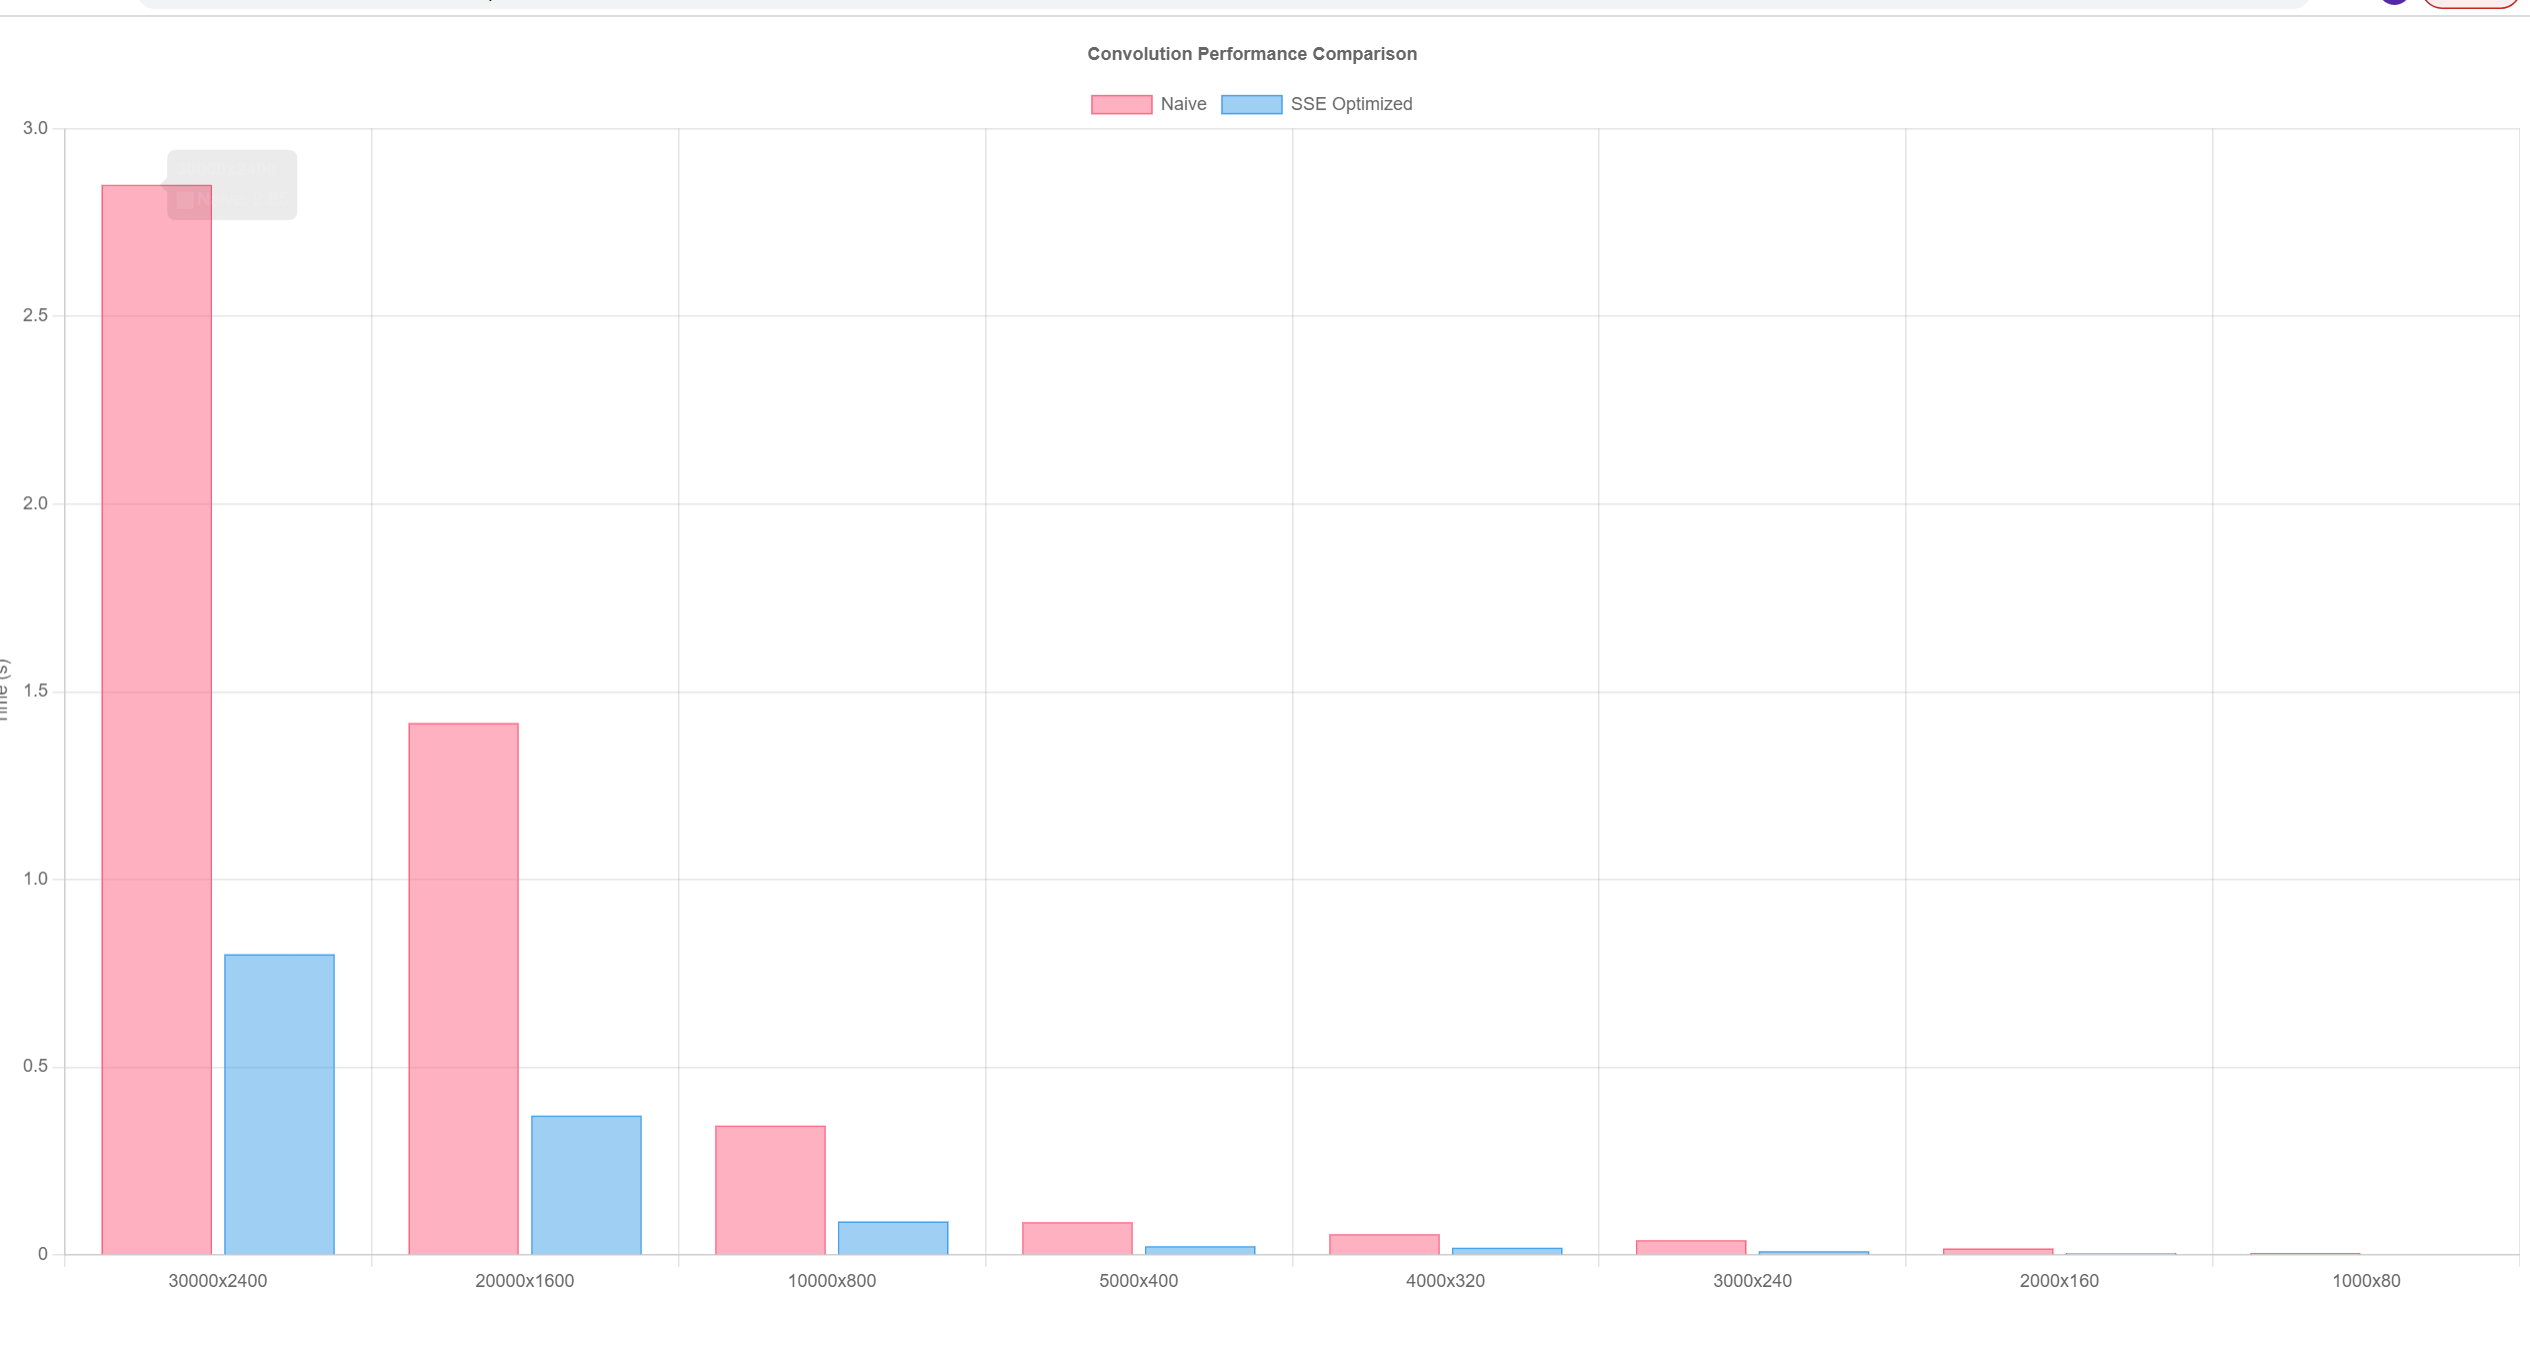 Convolution Performance Comparison
Naive
SSE Optimized
3.0
2.5
2.0
1.5
1.0
0.5
0
Time (s)
30000x2400
20000x1600
10000x800
5000x400
4000x320
3000x240
2000x160
1000x80